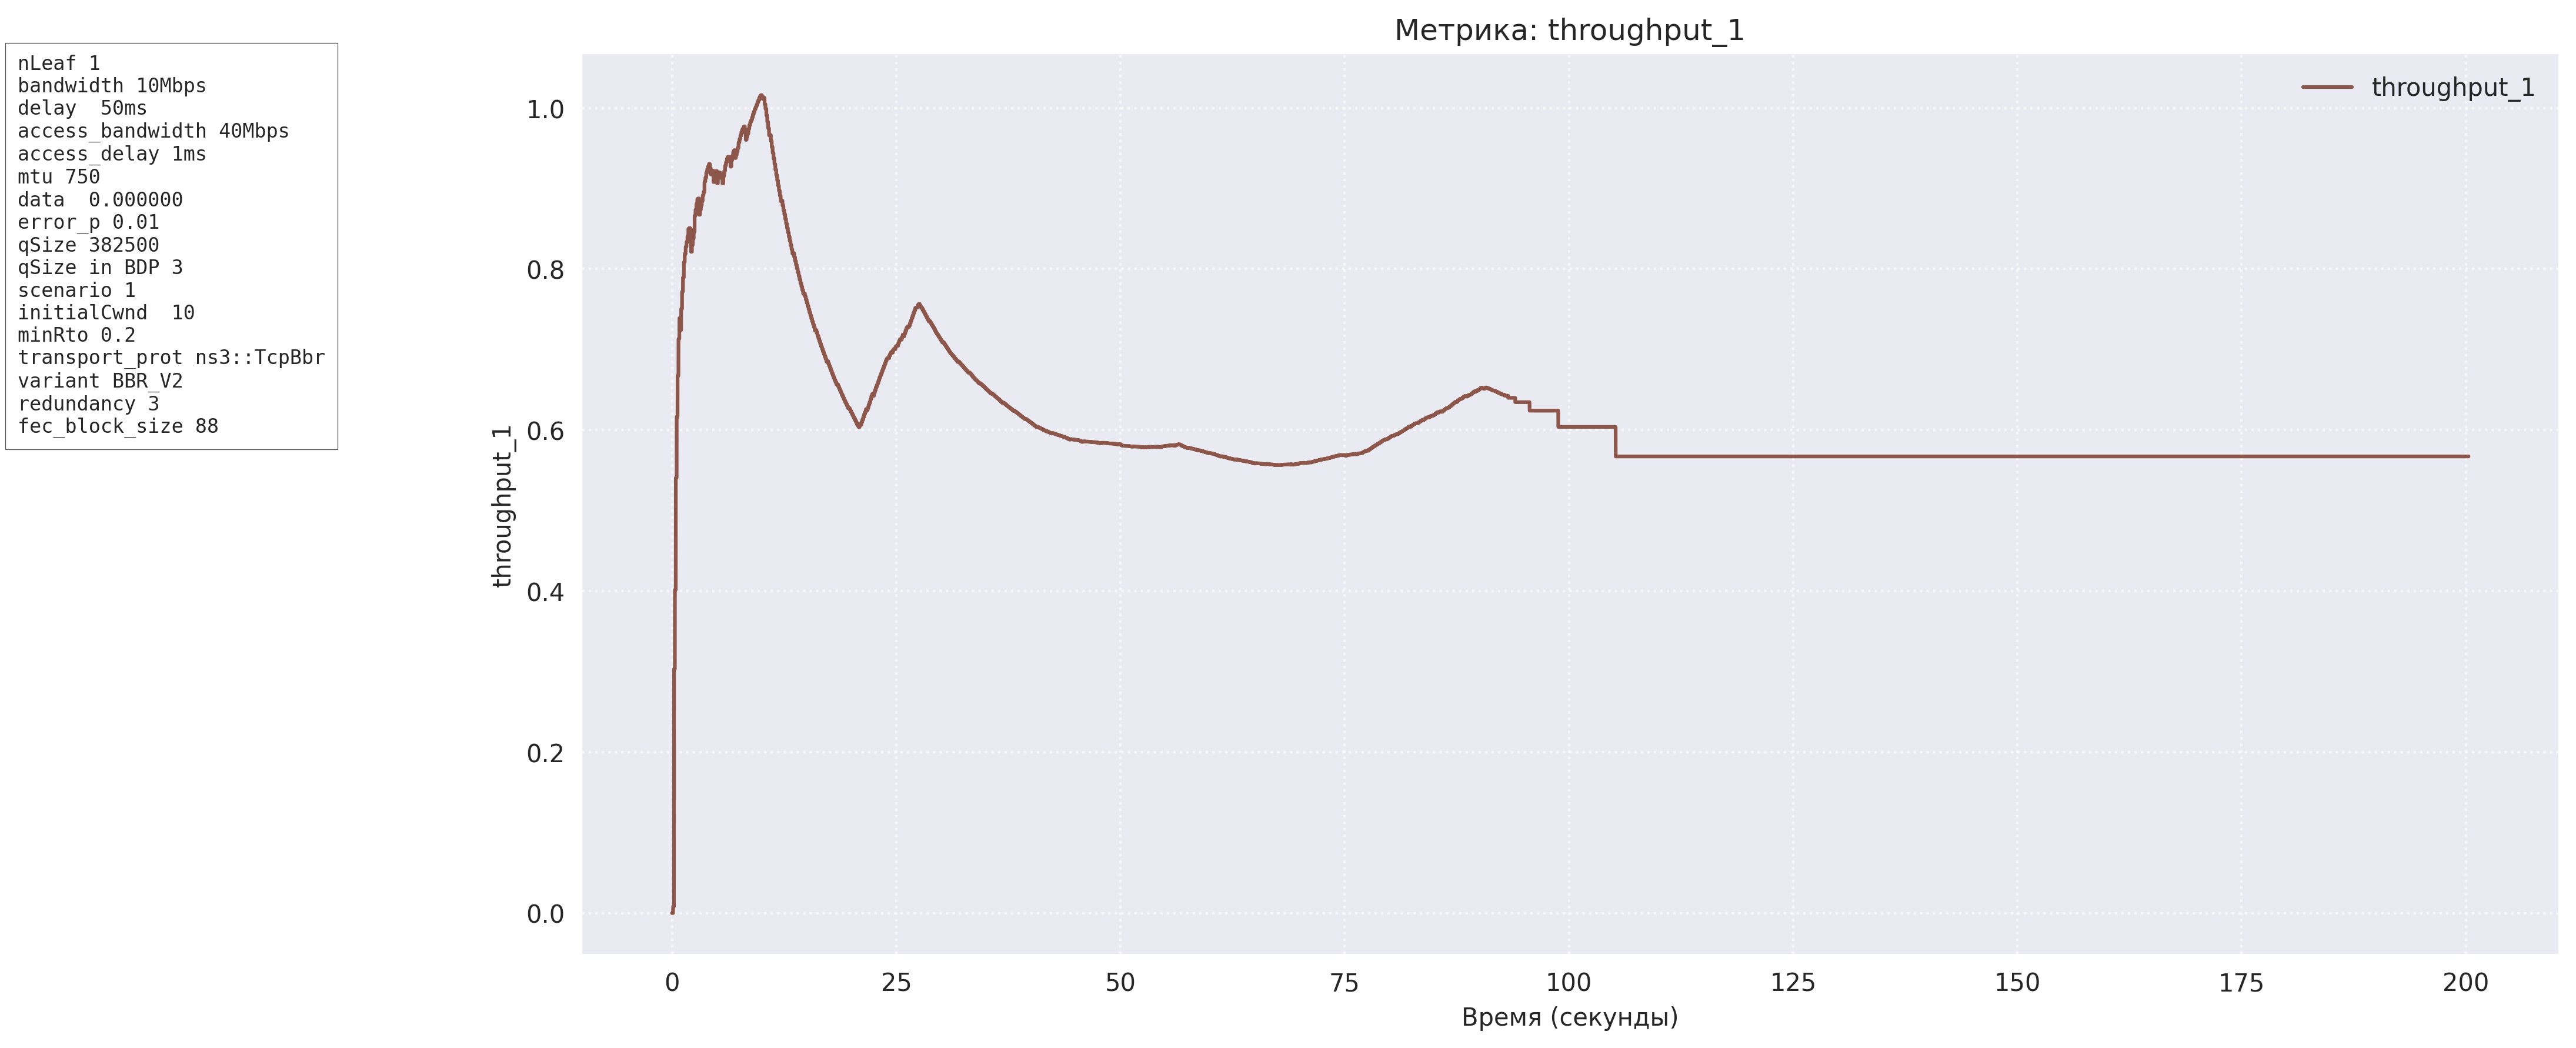 Метрика: throughput_1
nLeaf 1
bandwidth 10Mbps
delay  50ms
access_bandwidth 40Mbps
access_delay 1ms
mtu 750
data  0.000000
error_p 0.01
qSize 382500
qSize in BDP 3
scenario 1
initialCwnd  10
minRto 0.2
transport_prot ns3::TcpBbr
variant BBR_V2
redundancy 3
fec_block_size 88
throughput_1
throughput_1
1.0
0.8
0.6
0.4
0.2
0.0
0 25 50 75 100 125 150 175 200
Время (секунды)